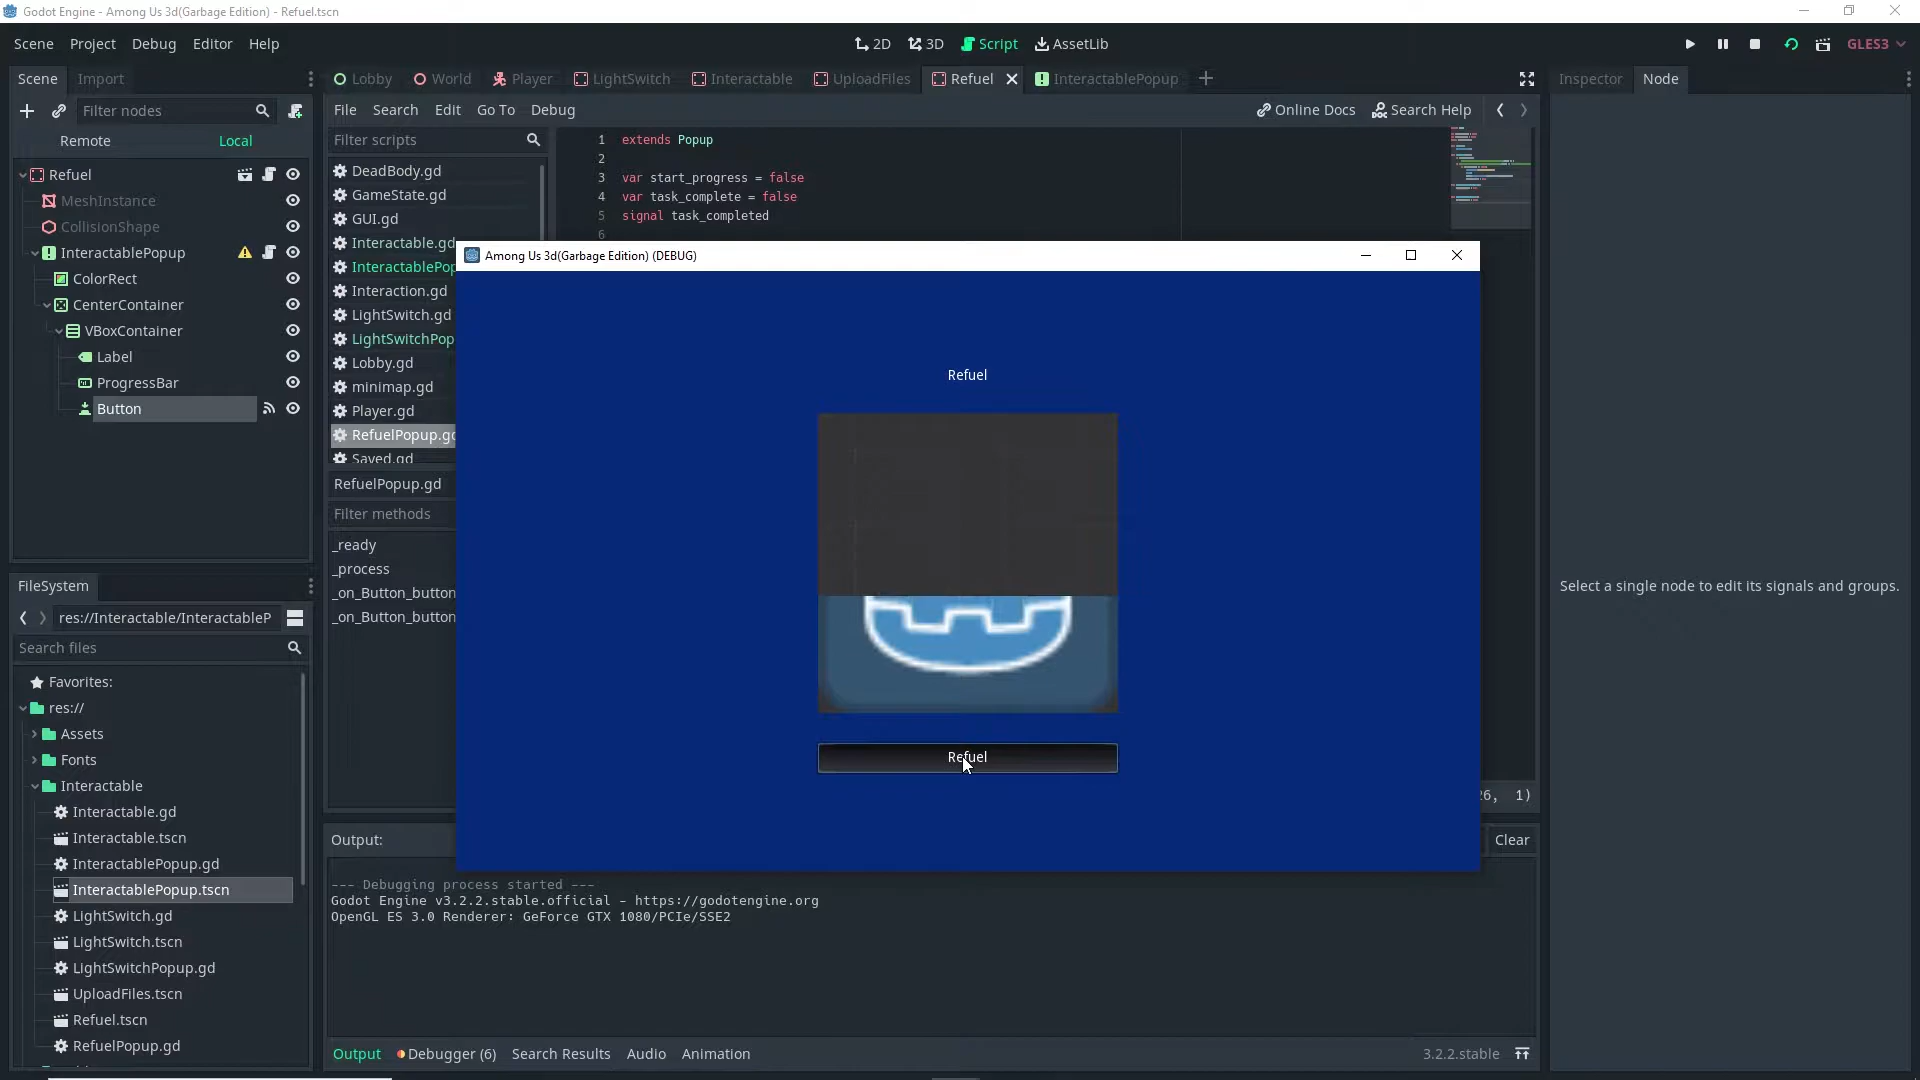 Godot Engine - Among Us 3d(Garbage Edition) - Refuel.tscn
Scene Project Debug Editor Help
2D 3D Script AssetLib
GLES3
Scene Import
Lobby World Player LightSwitch Interactable UploadFiles Refuel InteractablePopup
Inspector Node
Filter nodes
File Search Edit Go To Debug
Online Docs Search Help
Remote Local
Filter scripts
Refuel
MeshInstance
CollisionShape
InteractablePopup
ColorRect
CenterContainer
VBoxContainer
Label
ProgressBar
Button
DeadBody.gd
GameState.gd
GUI.gd
Interactable.gd
InteractablePop
Interaction.gd
LightSwitch.gd
LightSwitchPop
Lobby.gd
minimap.gd
Player.gd
RefuelPopup.gd
Saved.gd
RefuelPopup.gd
Filter methods
_ready
_process
_on_Button_button
_on_Button_button
1 extends Popup
2
3 var start_progress = false
4 var task_complete = false
5 signal task_completed
6
Among Us 3d(Garbage Edition) (DEBUG)
Refuel
Refuel
26, 1)
Select a single node to edit its signals and groups.
FileSystem
res://Interactable/InteractableP
Search files
Favorites:
res://
Assets
Fonts
Interactable
Interactable.gd
Interactable.tscn
InteractablePopup.gd
InteractablePopup.tscn
LightSwitch.gd
LightSwitch.tscn
LightSwitchPopup.gd
UploadFiles.tscn
Refuel.tscn
RefuelPopup.gd
Output:
Clear
--- Debugging process started ---
Godot Engine v3.2.2.stable.official - https://godotengine.org
OpenGL ES 3.0 Renderer: GeForce GTX 1080/PCIe/SSE2
Output Debugger (6) Search Results Audio Animation
3.2.2.stable